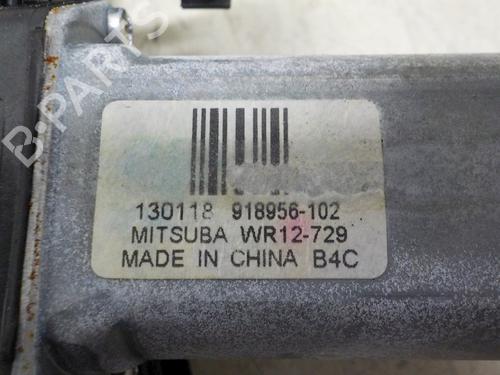 B-PARTS
130118 918956-102
MITSUBA WR12-729
MADE IN CHINA B4C